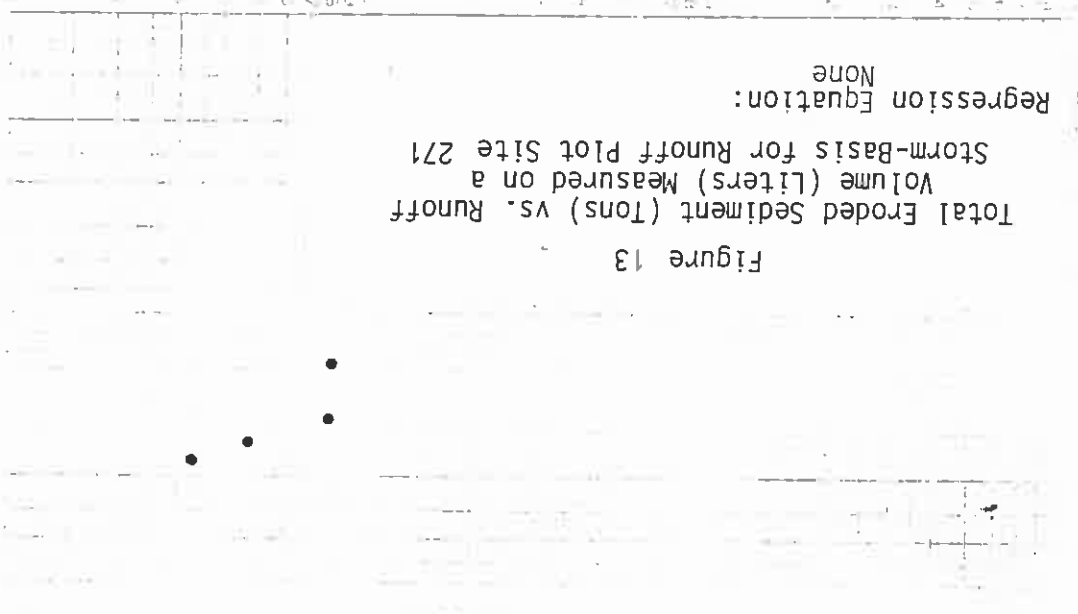 Figure 13
Total Eroded Sediment (Tons) vs. Runoff
Volume (Liters) Measured on a
Storm-Basis for Runoff Plot Site 271
Regression Equation:
None